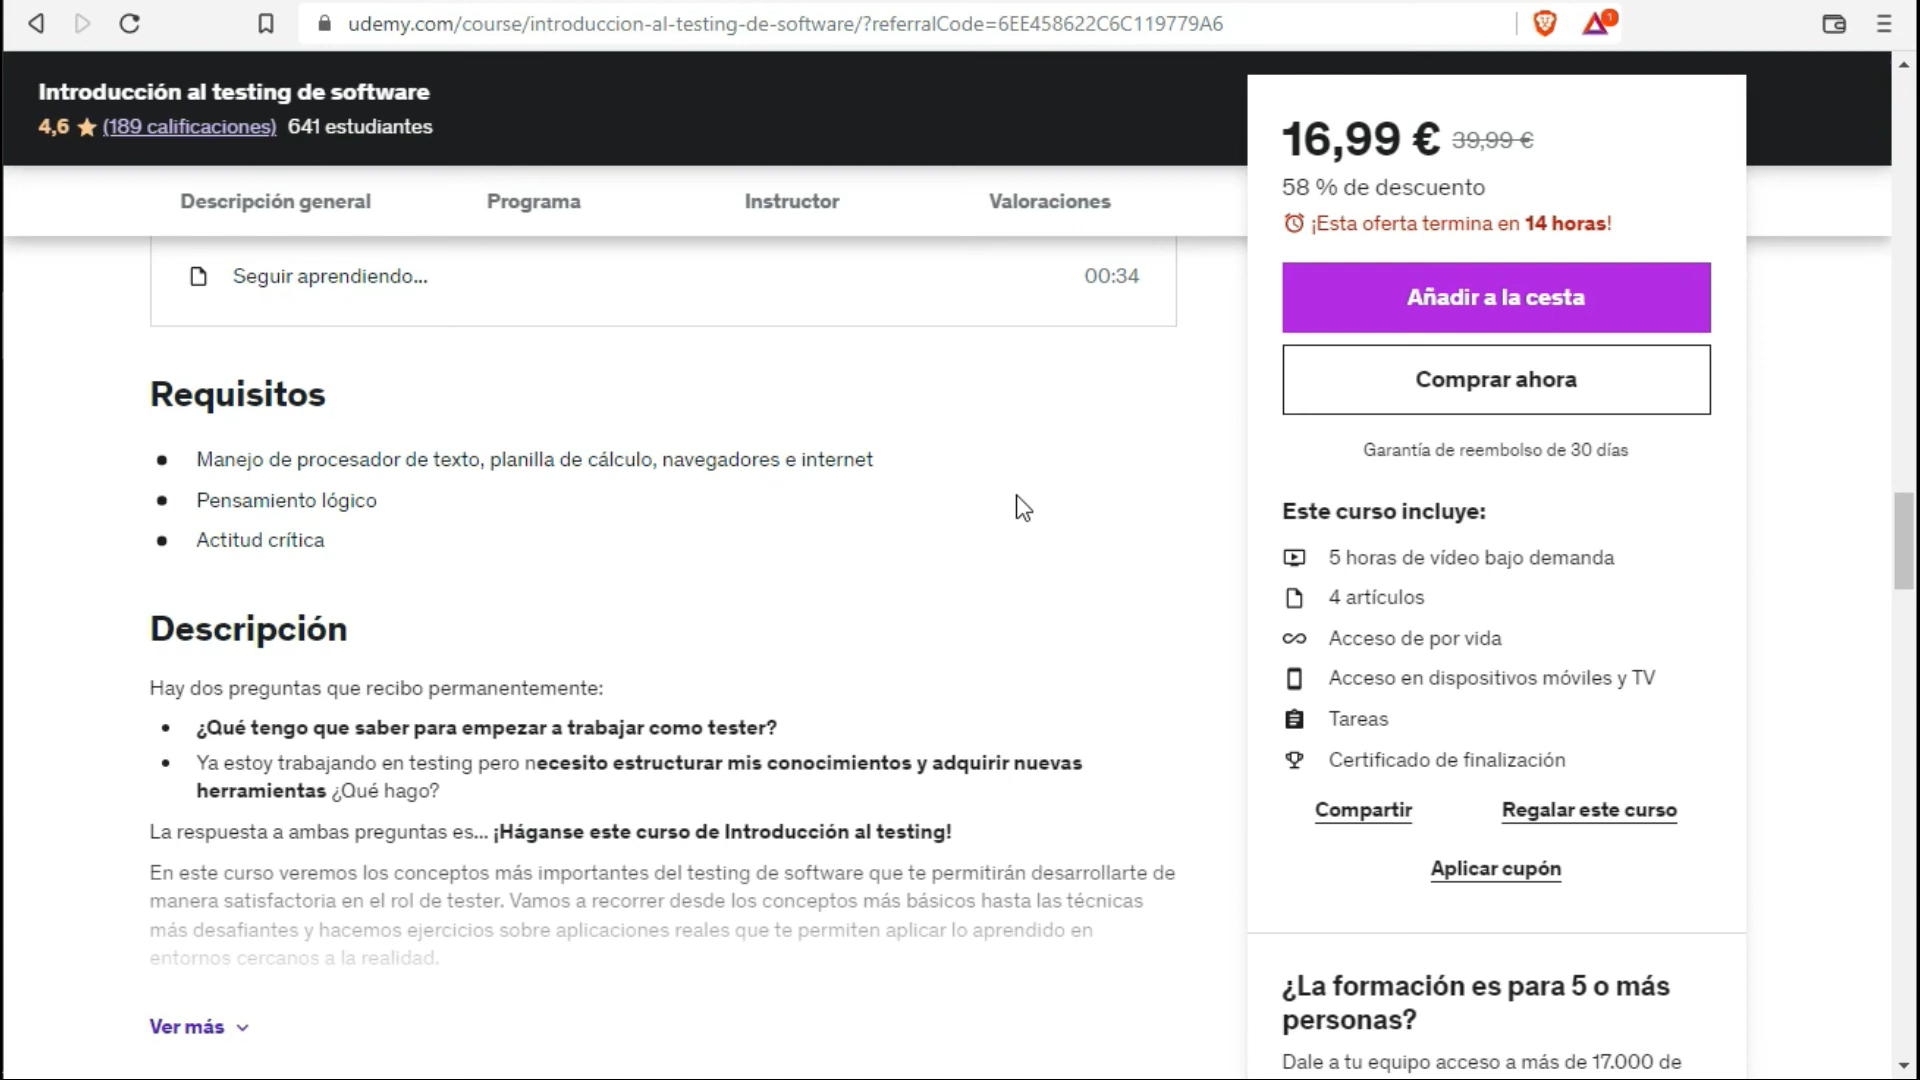 udemy.com/course/introduccion-al-testing-de-software/?referralCode=6EE458622C6C119779A6
1
Introducción al testing de software
4,6 (189 calificaciones) 641 estudiantes
Descripción general Programa Instructor Valoraciones
Seguir aprendiendo... 00:34
Requisitos
Manejo de procesador de texto, planilla de cálculo, navegadores e internet
Pensamiento lógico
Actitud crítica
Descripción
Hay dos preguntas que recibo permanentemente:
¿Qué tengo que saber para empezar a trabajar como tester?
Ya estoy trabajando en testing pero necesito estructurar mis conocimientos y adquirir nuevas
herramientas ¿Qué hago?
La respuesta a ambas preguntas es... ¡Háganse este curso de Introducción al testing!
En este curso veremos los conceptos más importantes del testing de software que te permitirán desarrollarte de
manera satisfactoria en el rol de tester. Vamos a recorrer desde los conceptos más básicos hasta las técnicas
más desafiantes y hacemos ejercicios sobre aplicaciones reales que te permiten aplicar lo aprendido en
entornos cercanos a la realidad.
Ver más
16,99 € 39,99 €
58 % de descuento
¡Esta oferta termina en 14 horas!
Añadir a la cesta
Comprar ahora
Garantía de reembolso de 30 días
Este curso incluye:
5 horas de vídeo bajo demanda
4 artículos
Acceso de por vida
Acceso en dispositivos móviles y TV
Tareas
Certificado de finalización
Compartir Regalar este curso
Aplicar cupón
¿La formación es para 5 o más
personas?
Dale a tu equipo acceso a más de 17.000 de